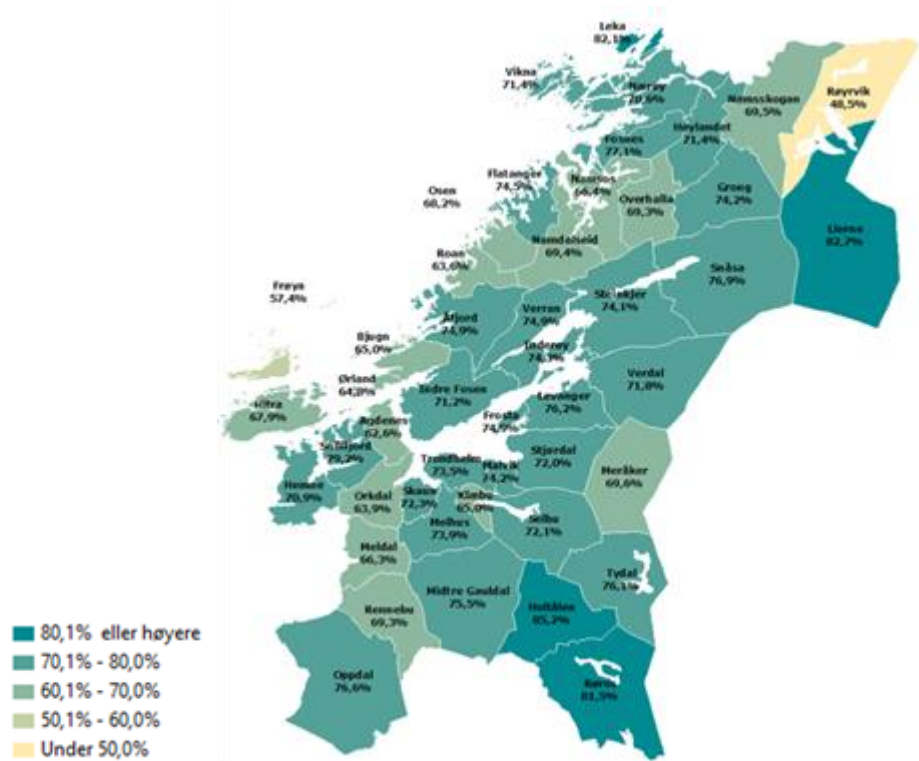 Leka
82,1%
Vikna
71,4%
Nærøy
70,6%
Namsskogan
69,5%
Røyrvik
48,5%
Høylandet
71,4%
Fosnes
77,1%
Flatanger
74,5%
Namsos
66,4%
Osen
68,2%
Overhalla
69,3%
Grong
74,2%
Lierne
82,7%
Namdalseid
69,4%
Roan
63,6%
Snåsa
76,9%
Frøya
57,4%
Steinkjer
74,1%
Verran
74,9%
Åfjord
74,9%
Bjugn
65,0%
Inderøy
74,3%
Verdal
71,8%
Ørland
64,8%
Indre Fosen
71,2%
Levanger
76,2%
Hitra
67,9%
Agdenes
62,6%
Frosta
74,9%
Snillfjord
79,2%
Trondheim
73,5%
Malvik
74,2%
Stjørdal
72,0%
Meråker
69,6%
Hemne
70,9%
Orkdal
63,9%
Skaun
72,3%
Klæbu
65,0%
Melhus
73,9%
Selbu
72,1%
Meldal
66,3%
Tydal
76,1%
Midtre Gauldal
75,5%
Holtålen
85,2%
Rennebu
69,3%
Oppdal
76,6%
Røros
81,5%
80,1% eller høyere
70,1% - 80,0%
60,1% - 70,0%
50,1% - 60,0%
Under 50,0%